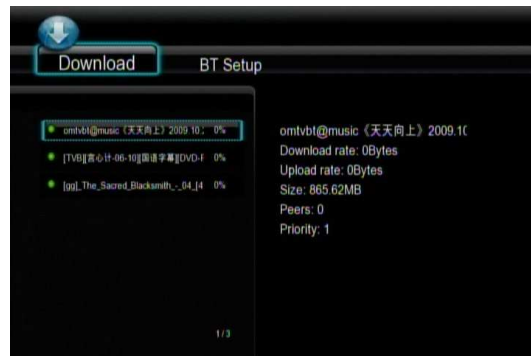 Download
BT Setup
omtvbt@music《天天向上》2009 10 : 0%
[TVB][宫心计-06-10][国语字幕][DVD-F 0%
[gg]_The_Sacred_Blacksmith_-_04_[4 0%
1/3
omtvbt@music《天天向上》2009.1(
Download rate: 0Bytes
Upload rate: 0Bytes
Size: 865.62MB
Peers: 0
Priority: 1